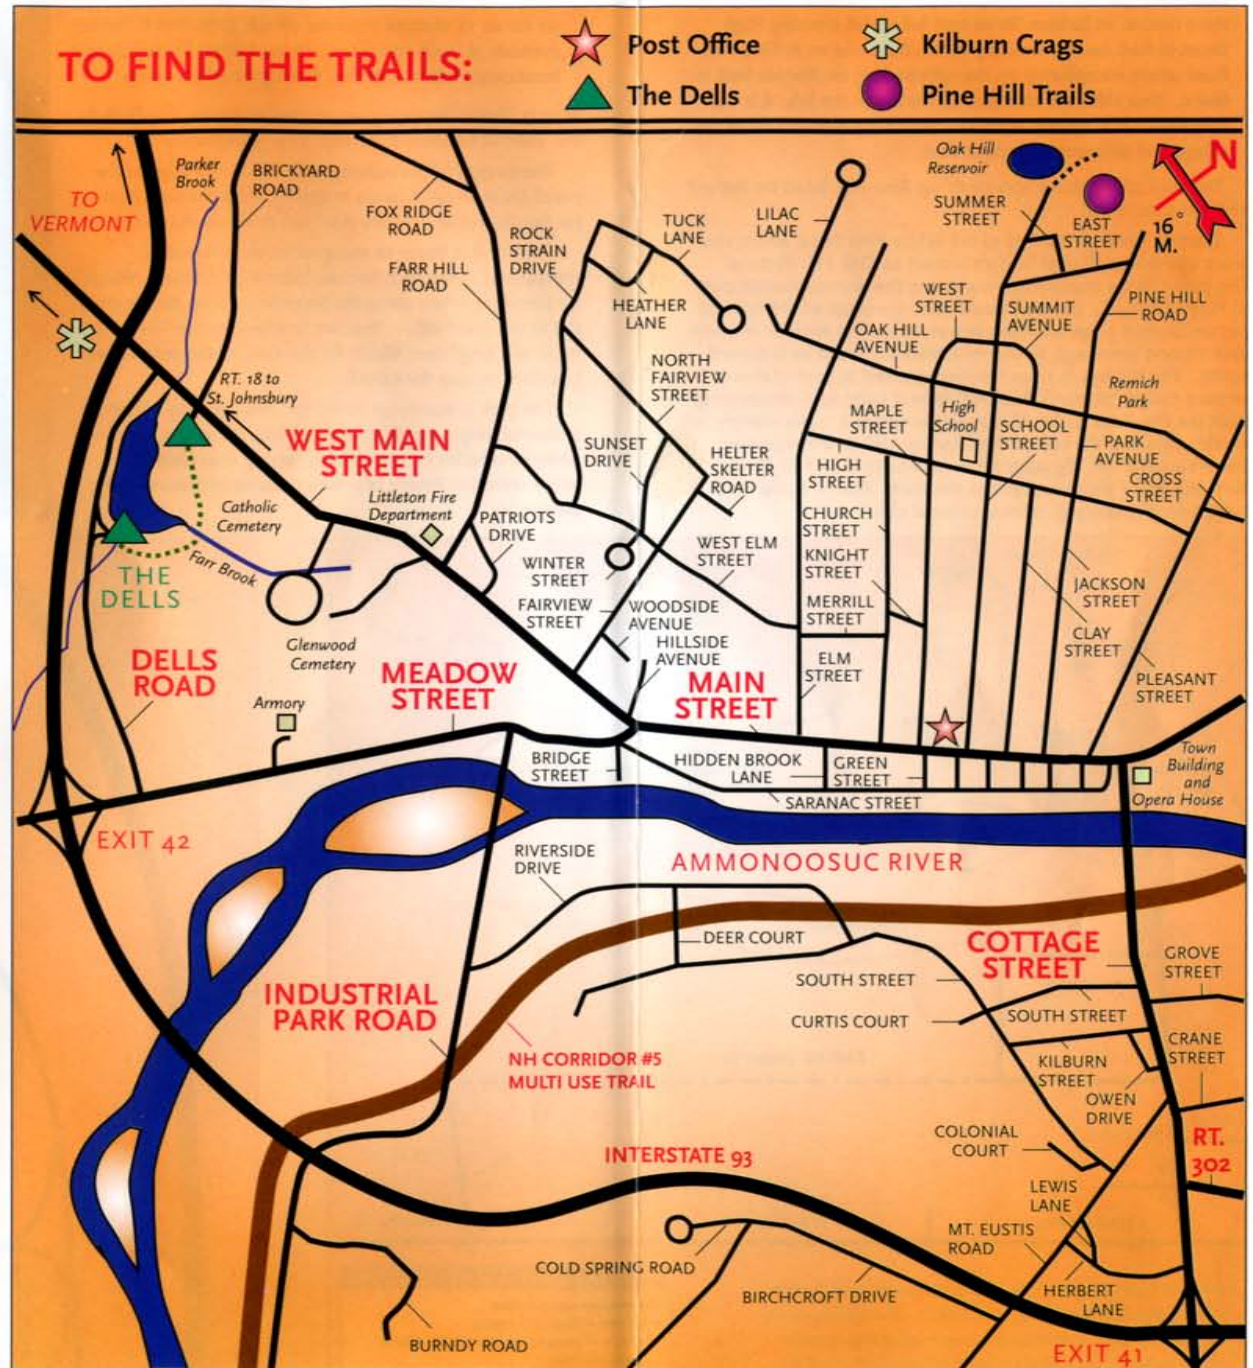 TO FIND THE TRAILS:
Post Office
Kilburn Crags
The Dells
Pine Hill Trails
TO
VERMONT
Parker
Brook
BRICKYARD
ROAD
FOX RIDGE
ROAD
FARR HILL
ROAD
ROCK
STRAIN
DRIVE
TUCK
LANE
HEATHER
LANE
LILAC
LANE
Oak Hill
Reservoir
SUMMER
STREET
EAST
STREET
N
16°
M.
WEST
STREET
SUMMIT
AVENUE
PINE HILL
ROAD
OAK HILL
AVENUE
NORTH
FAIRVIEW
STREET
Remich
Park
RT. 18 to
St. Johnsbury
WEST MAIN
STREET
MAPLE
STREET
High
School
SCHOOL
STREET
PARK
AVENUE
CROSS
STREET
SUNSET
DRIVE
HELTER
SKELTER
ROAD
HIGH
STREET
Catholic
Cemetery
Littleton Fire
Department
PATRIOTS
DRIVE
CHURCH
STREET
WEST ELM
STREET
KNIGHT
STREET
WINTER
STREET
Farr Brook
THE
DELLS
FAIRVIEW
STREET
WOODSIDE
AVENUE
MERRILL
STREET
JACKSON
STREET
CLAY
STREET
HILLSIDE
AVENUE
Glenwood
Cemetery
ELM
STREET
DELLS
ROAD
MEADOW
STREET
MAIN
STREET
PLEASANT
STREET
Armory
BRIDGE
STREET
HIDDEN BROOK
LANE
GREEN
STREET
SARANAC STREET
Town
Building
and
Opera House
EXIT 42
RIVERSIDE
DRIVE
AMMONOOSUC RIVER
DEER COURT
COTTAGE
STREET
GROVE
STREET
SOUTH STREET
INDUSTRIAL
PARK ROAD
CURTIS COURT
SOUTH STREET
NH CORRIDOR #5
MULTI USE TRAIL
KILBURN
STREET
CRANE
STREET
OWEN
DRIVE
COLONIAL
COURT
RT.
302
INTERSTATE 93
LEWIS
LANE
MT. EUSTIS
ROAD
COLD SPRING ROAD
HERBERT
LANE
BIRCHCROFT DRIVE
BURNDY ROAD
EXIT 41